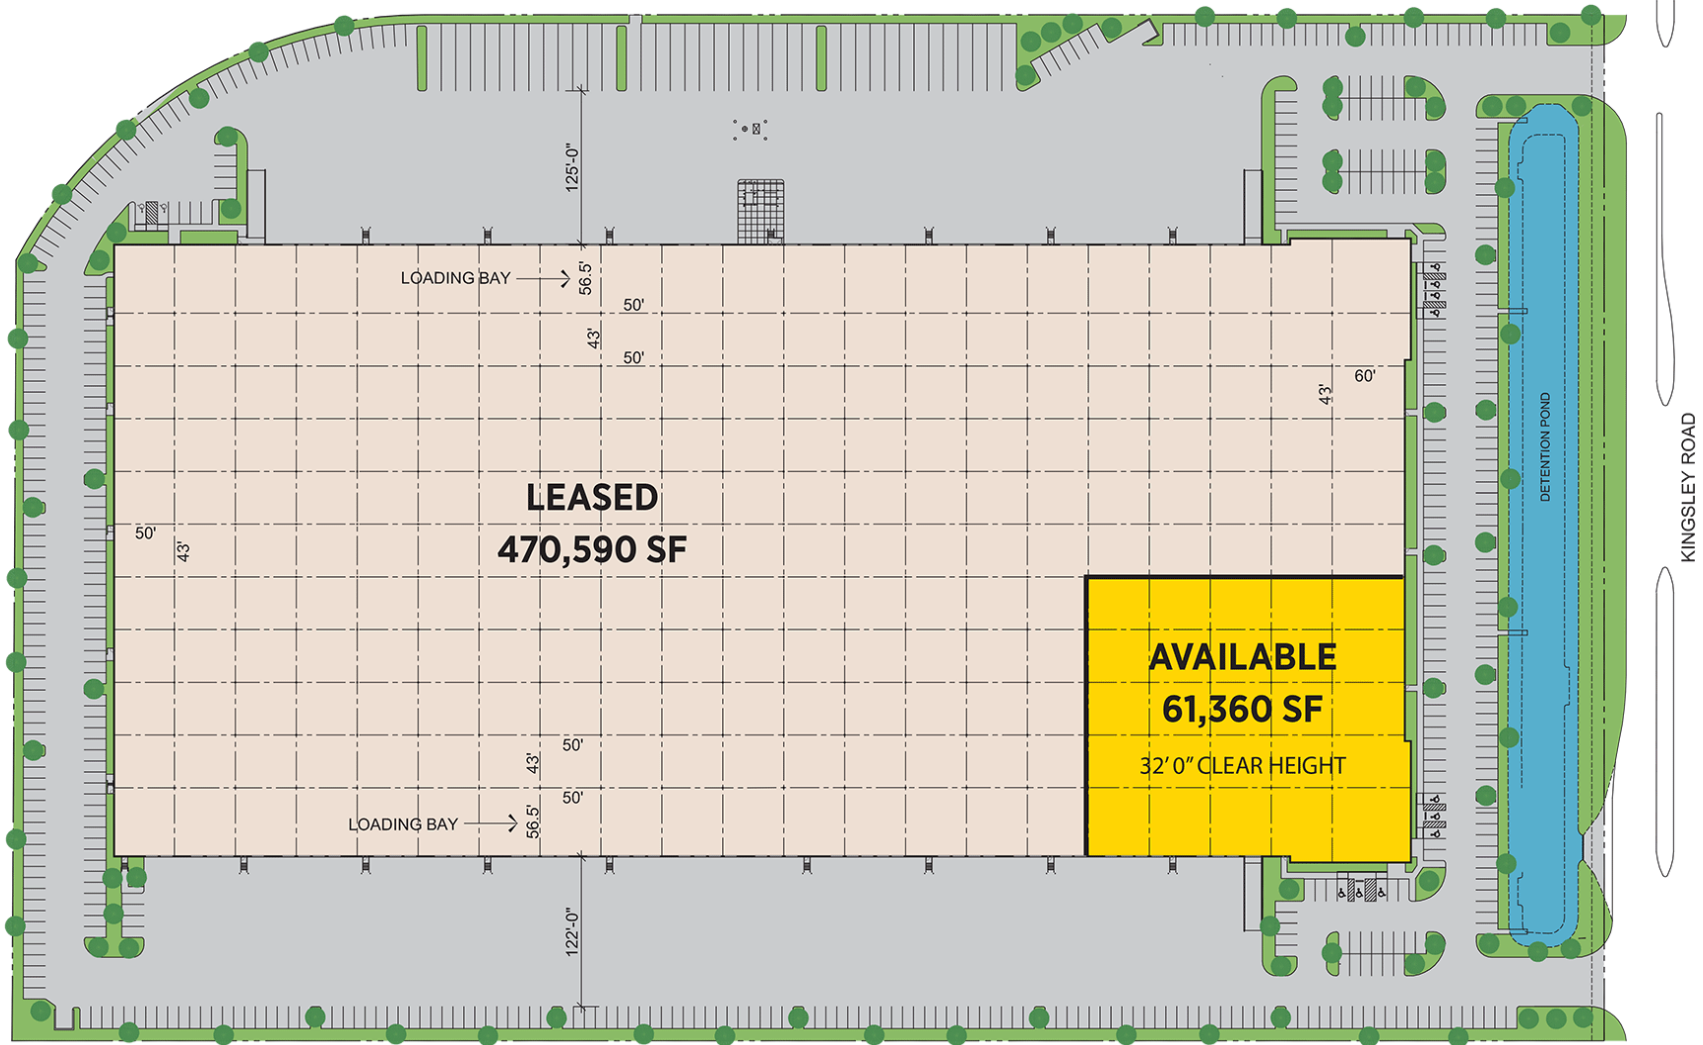 125'-0"
LOADING BAY
56.5'
50'
43'
50'
60'
43'
DETENTION POND
KINGSLEY ROAD
LEASED
470,590 SF
50'
43'
AVAILABLE
61,360 SF
32' 0" CLEAR HEIGHT
50'
43'
50'
LOADING BAY
56.5'
122'-0"